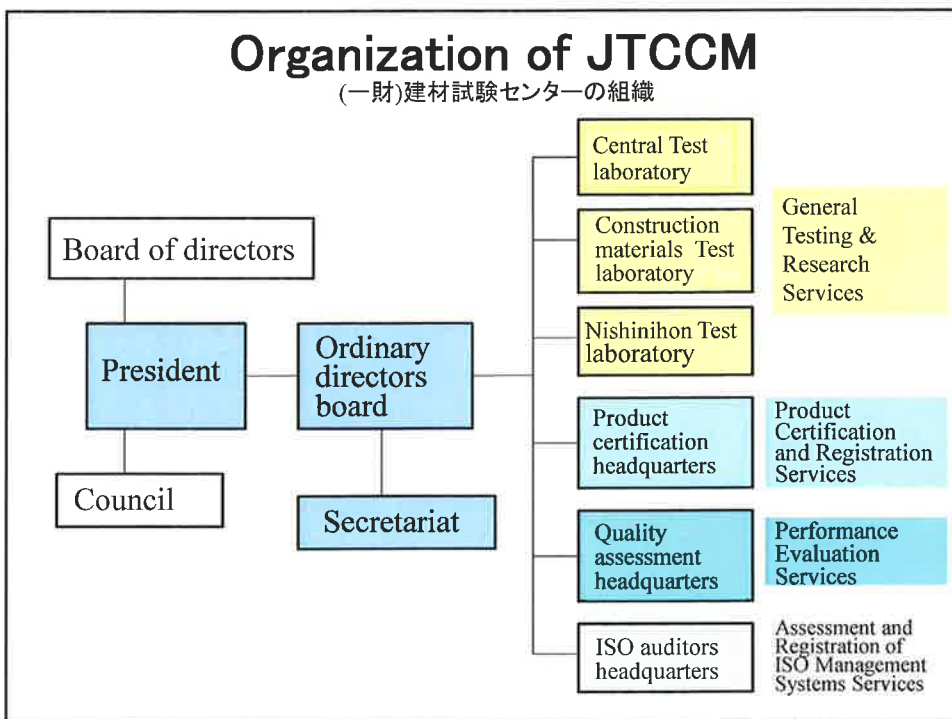 Organization of JTCCM
(一財)建材試験センターの組織
Board of directors
President
Council
Ordinary
directors
board
Secretariat
Central Test
laboratory
Construction
materials Test
laboratory
Nishinihon Test
laboratory
General
Testing &
Research
Services
Product
certification
headquarters
Product
Certification
and Registration
Services
Quality
assessment
headquarters
Performance
Evaluation
Services
ISO auditors
headquarters
Assessment and
Registration of
ISO Management
Systems Services